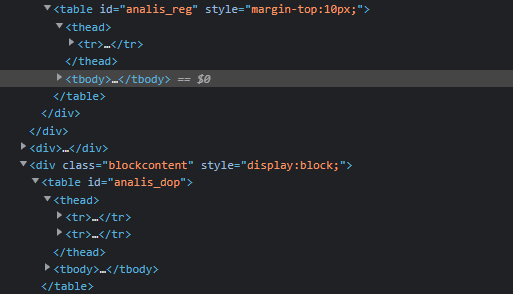 <table id="analis_reg" style="margin-top:10px;">
<thead>
<tr>…</tr>
</thead>
<tbody>…</tbody> == $0
</table>
</div>
</div>
<div>…</div>
<div class="blockcontent" style="display:block;">
<table id="analis_dop">
<thead>
<tr>…</tr>
<tr>…</tr>
</thead>
<tbody>…</tbody>
</table>